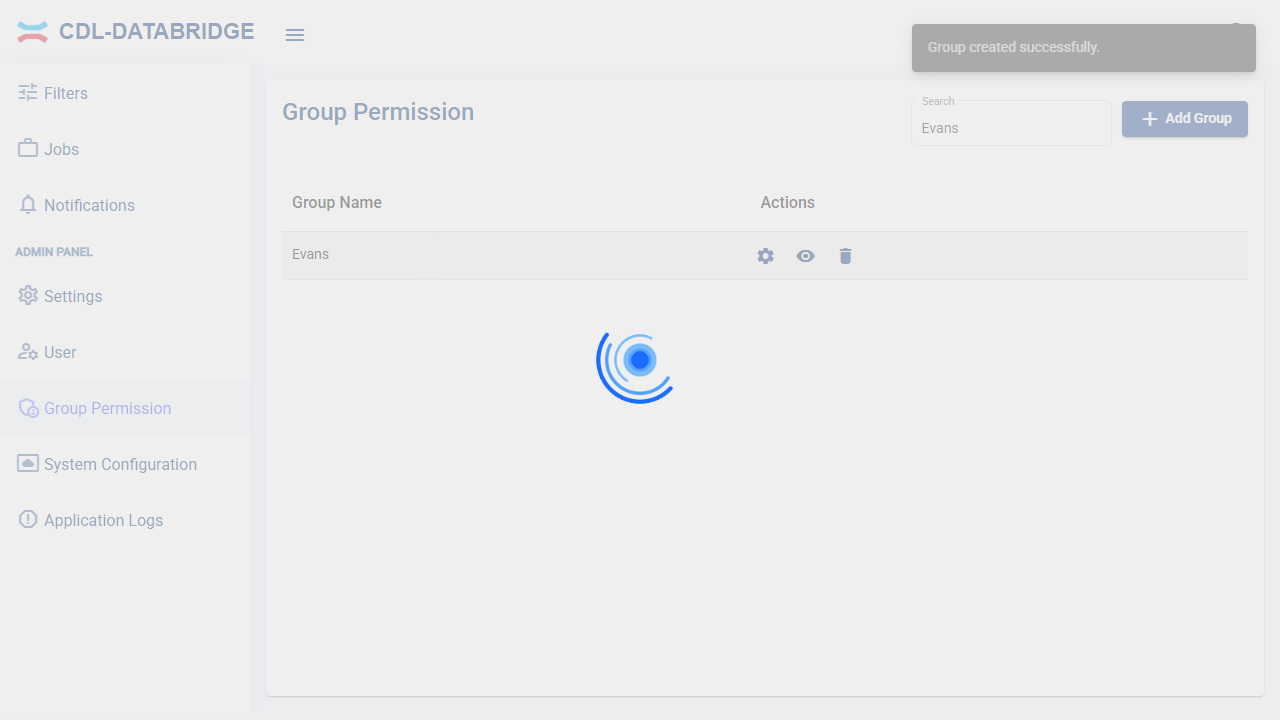 CDL-DATABRIDGE
Group created successfully.
Filters
Jobs
Notifications
ADMIN PANEL
Settings
User
Group Permission
System Configuration
Application Logs
Group Permission
Search
Evans
Add Group
Group Name
Actions
Evans